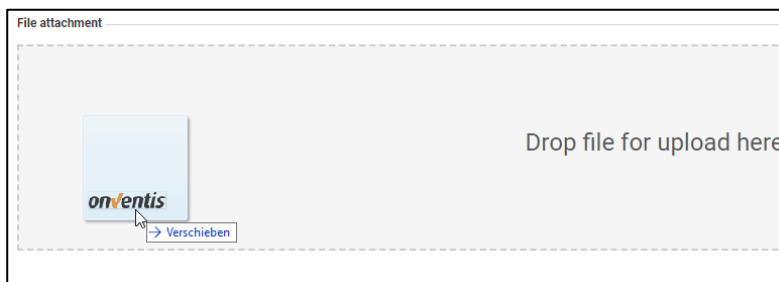 File attachment
Drop file for upload here
onventis
→ Verschieben